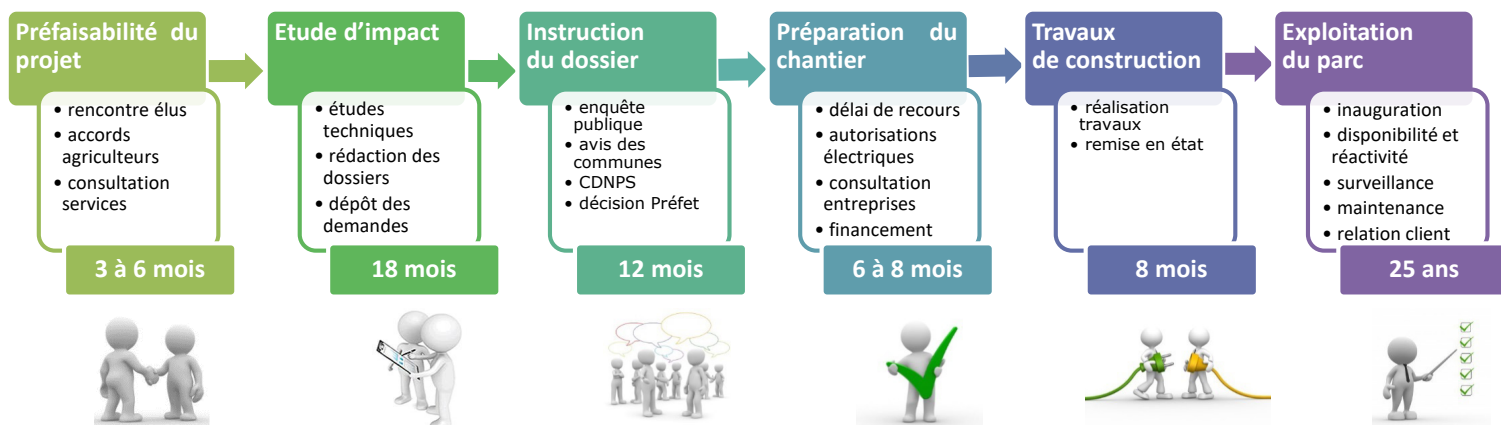 Préfaisabilité du
projet
• rencontre élus
• accords
agriculteurs
• consultation
services
3 à 6 mois
Etude d’impact
• études
techniques
• rédaction des
dossiers
• dépôt des
demandes
18 mois
Instruction
du dossier
• enquête
publique
• avis des
communes
• CDNPS
• décision Préfet
12 mois
Préparation du
chantier
• délai de recours
• autorisations
électriques
• consultation
entreprises
• financement
6 à 8 mois
Travaux
de construction
• réalisation
travaux
• remise en état
8 mois
Exploitation
du parc
• inauguration
• disponibilité et
réactivité
• surveillance
• maintenance
• relation client
25 ans